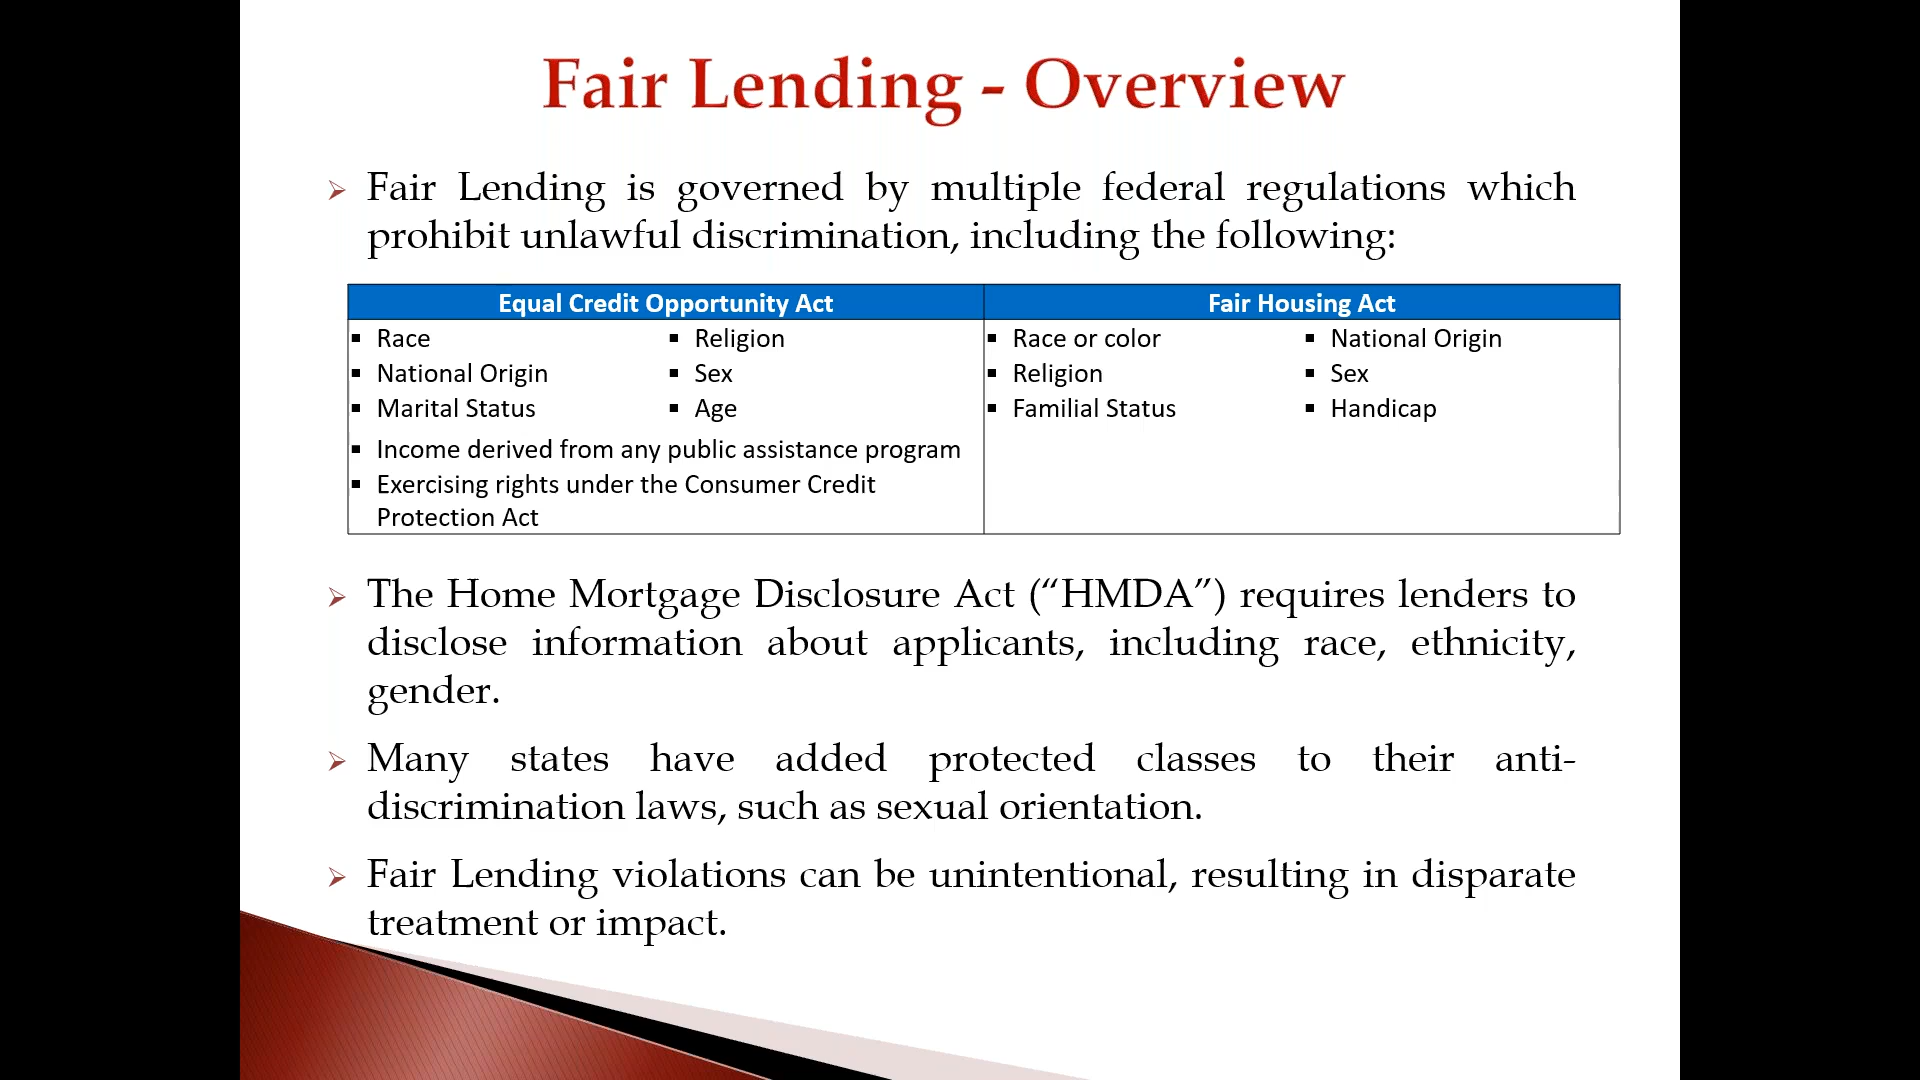 Fair Lending - Overview
Fair Lending is governed by multiple federal regulations which
prohibit unlawful discrimination, including the following:
Equal Credit Opportunity Act
▪ Race
▪ Religion
▪ National Origin
▪ Sex
▪ Marital Status
▪ Age
▪ Income derived from any public assistance program
▪ Exercising rights under the Consumer Credit
Protection Act
Fair Housing Act
▪ Race or color
▪ National Origin
▪ Religion
▪ Sex
▪ Familial Status
▪ Handicap
The Home Mortgage Disclosure Act (“HMDA”) requires lenders to
disclose information about applicants, including race, ethnicity,
gender.
Many states have added protected classes to their anti-
discrimination laws, such as sexual orientation.
Fair Lending violations can be unintentional, resulting in disparate
treatment or impact.